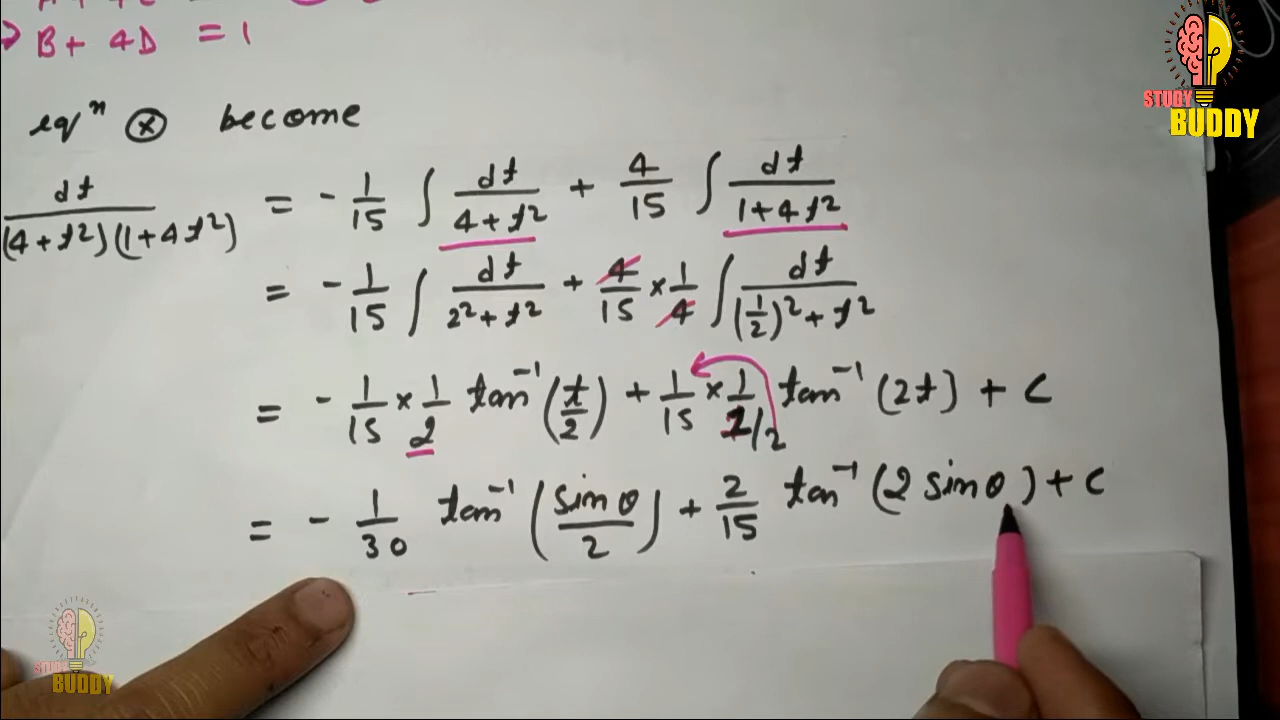 B + 4D = 1
STUDY
BUDDY
eqⁿ ⊗ become
dt/((4+t²)(1+4t²)) = - 1/15 ∫ dt/(4+t²) + 4/15 ∫ dt/(1+4t²)
= - 1/15 ∫ dt/(2²+t²) + 4/15 × 1/4 ∫ dt/((1/2)²+t²)
= - 1/15 × 1/2 tan⁻¹(t/2) + 1/15 × 1/(1/2) tan⁻¹(2t) + C
= - 1/30 tan⁻¹(sinθ/2) + 2/15 tan⁻¹(2 sinθ) + C
STUDY
BUDDY